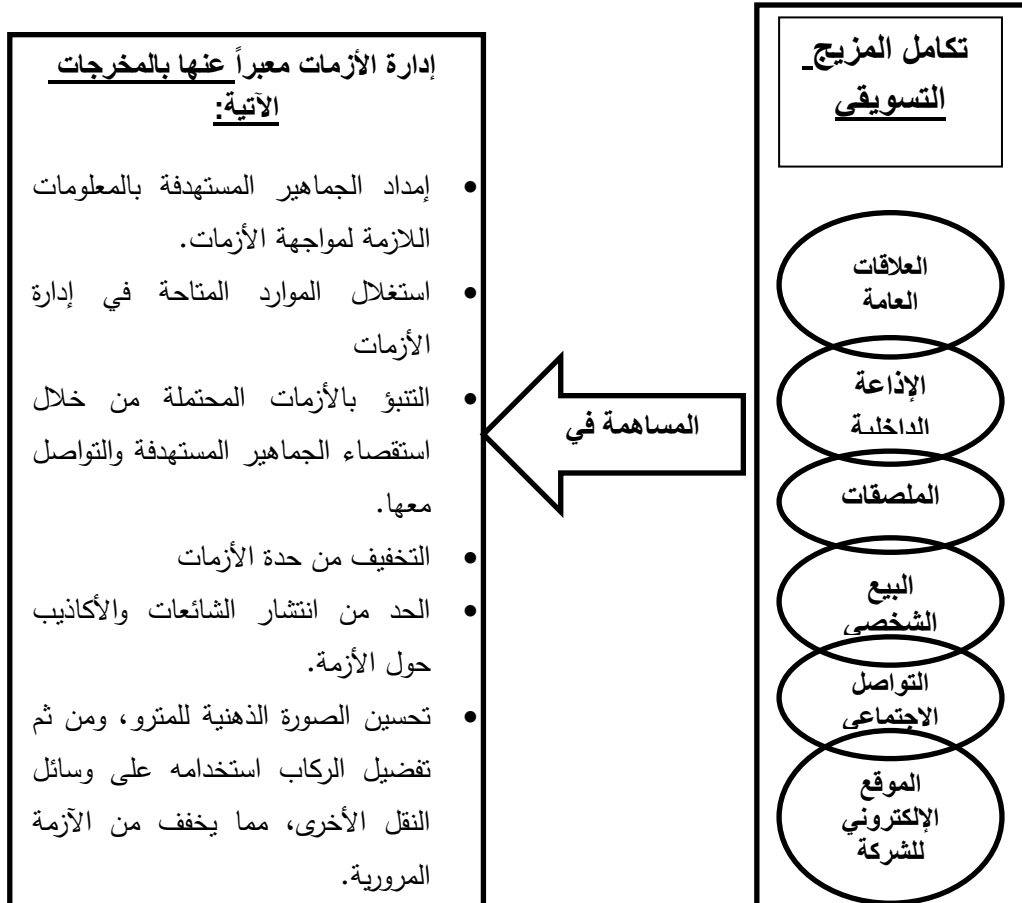 تكامل المزيج
التسويقي
العلاقات
العامة
الإذاعة
الداخلية
الملصقات
البيع
الشخصي
التواصل
الاجتماعي
الموقع
الإلكتروني
للشركة
المساهمة في
إدارة الأزمات معبراً عنها بالمخرجات
الآتية:
• إمداد الجماهير المستهدفة بالمعلومات
اللازمة لمواجهة الأزمات.
• استغلال الموارد المتاحة في إدارة
الأزمات
• التنبؤ بالأزمات المحتملة من خلال
استقصاء الجماهير المستهدفة والتواصل
معها.
• التخفيف من حدة الأزمات
• الحد من انتشار الشائعات والأكاذيب
حول الأزمة.
• تحسين الصورة الذهنية للمترو، ومن ثم
تفضيل الركاب استخدامه على وسائل
النقل الأخرى، مما يخفف من الآزمة
المرورية.